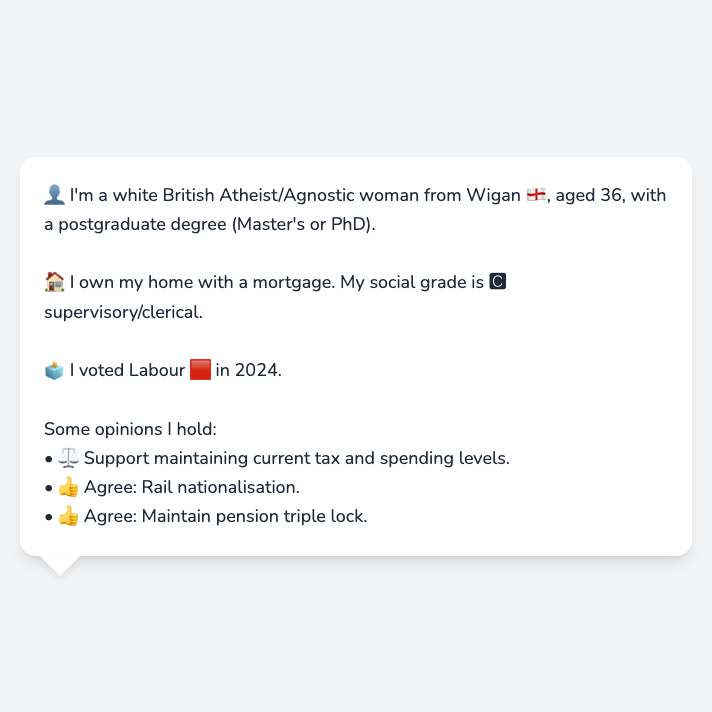 👤 I'm a white British Atheist/Agnostic woman from Wigan 🏴󠁧󠁢󠁥󠁮󠁧󠁿, aged 36, with
a postgraduate degree (Master's or PhD).
🏠 I own my home with a mortgage. My social grade is 🅲
supervisory/clerical.
🗳️ I voted Labour 🟥 in 2024.
Some opinions I hold:
• ⚖️ Support maintaining current tax and spending levels.
• 👍 Agree: Rail nationalisation.
• 👍 Agree: Maintain pension triple lock.